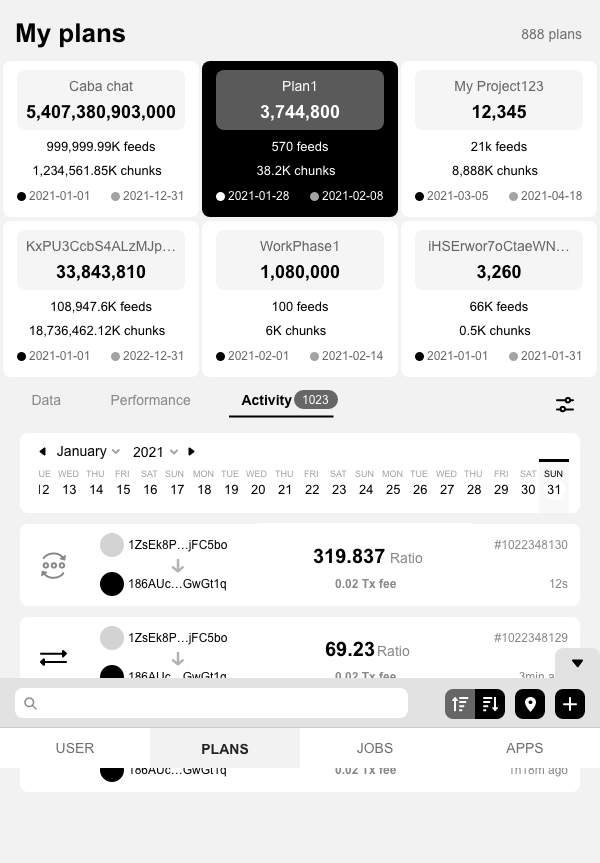 My plans
888 plans
Caba chat
5,407,380,903,000
999,999.99K feeds
1,234,561.85K chunks
2021-01-01
2021-12-31
Plan1
3,744,800
570 feeds
38.2K chunks
2021-01-28
2021-02-08
My Project123
12,345
21k feeds
8,888K chunks
2021-03-05
2021-04-18
KxPU3CcbS4ALzMJp...
33,843,810
108,947.6K feeds
18,736,462.12K chunks
2021-01-01
2022-12-31
WorkPhase1
1,080,000
100 feeds
6K chunks
2021-02-01
2021-02-14
iHSErwor7oCtaeWN...
3,260
66K feeds
0.5K chunks
2021-01-01
2021-01-31
Data
Performance
Activity 1023
January 2021
UE WED THU FRI SAT SUN MON TUE WED THU FRI SAT SUN MON TUE WED THU FRI SAT SUN
12 13 14 15 16 17 18 19 20 21 22 23 24 25 26 27 28 29 30 31
1ZsEk8P...jFC5bo
186AUc...GwGt1q
319.837 Ratio
0.02 Tx fee
#1022348130
12s
1ZsEk8P...jFC5bo
186AUc...GwGt1q
69.23 Ratio
0.02 Tx fee
#1022348129
3min a
USER
PLANS
JOBS
APPS
186AUc...GwGt1q
0.02 Tx fee
1h18m ago